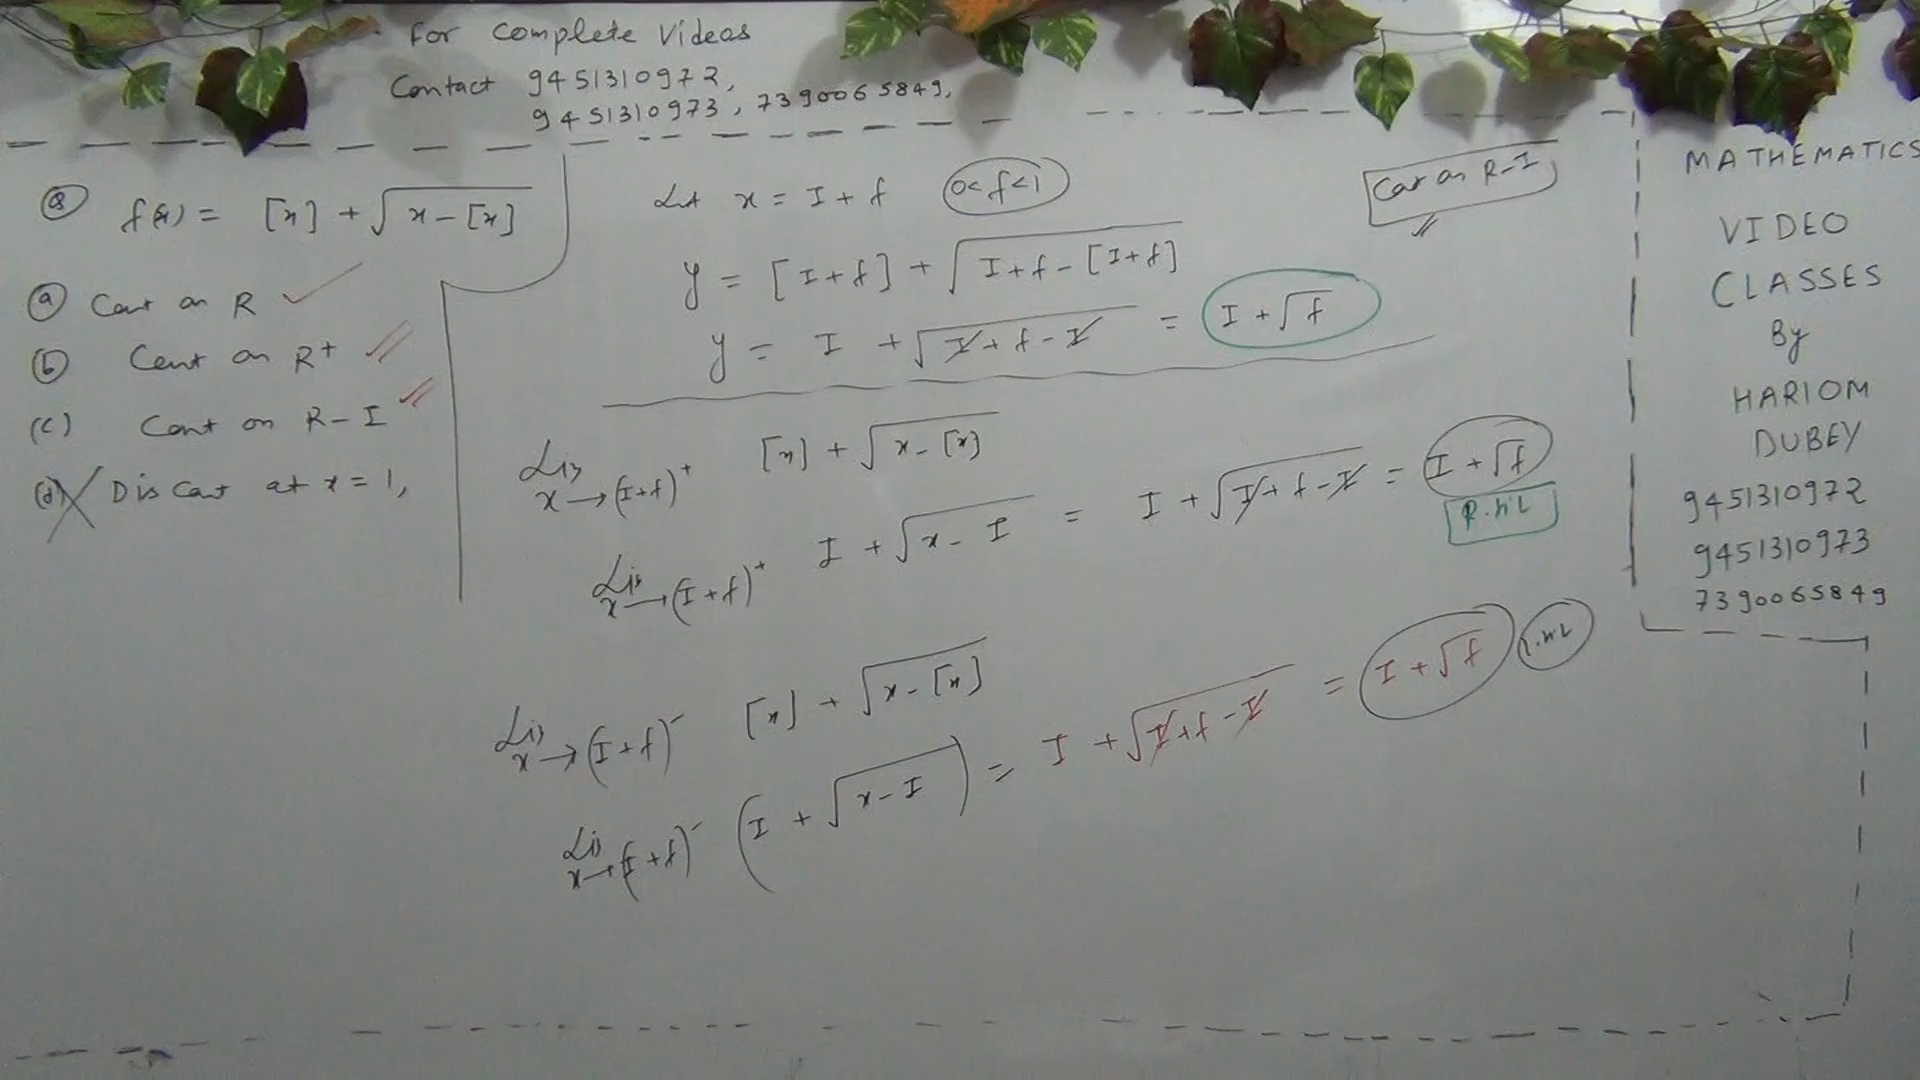 For Complete Videos
Contact 9451310972,
9451310973, 7390065849,
Q f(x) = [x] + √(x-[x])
(a) Cont on R ✓
(b) Cont on R+
(c) Cont on R-I
(d) Dis Cont at x=1,
Let x = I + f 0<f<1
Cont on R-I
y = [I+f] + √(I+f-[I+f])
y = I + √(I+f-I) = I+√f
Lim x→(I+f)+ [x] + √(x-[x])
Lim x→(I+f)+ I + √(x-I) = I + √(I+f-I) = I+√f
R.H.L
Lim x→(I+f)- [x] + √(x-[x])
Lim x→(I+f)- (I + √(x-I)) = I + √(I+f-I) = I+√f L.H.L
MATHEMATICS
VIDEO
CLASSES
By
HARIOM
DUBEY
9451310972
9451310973
7390065849